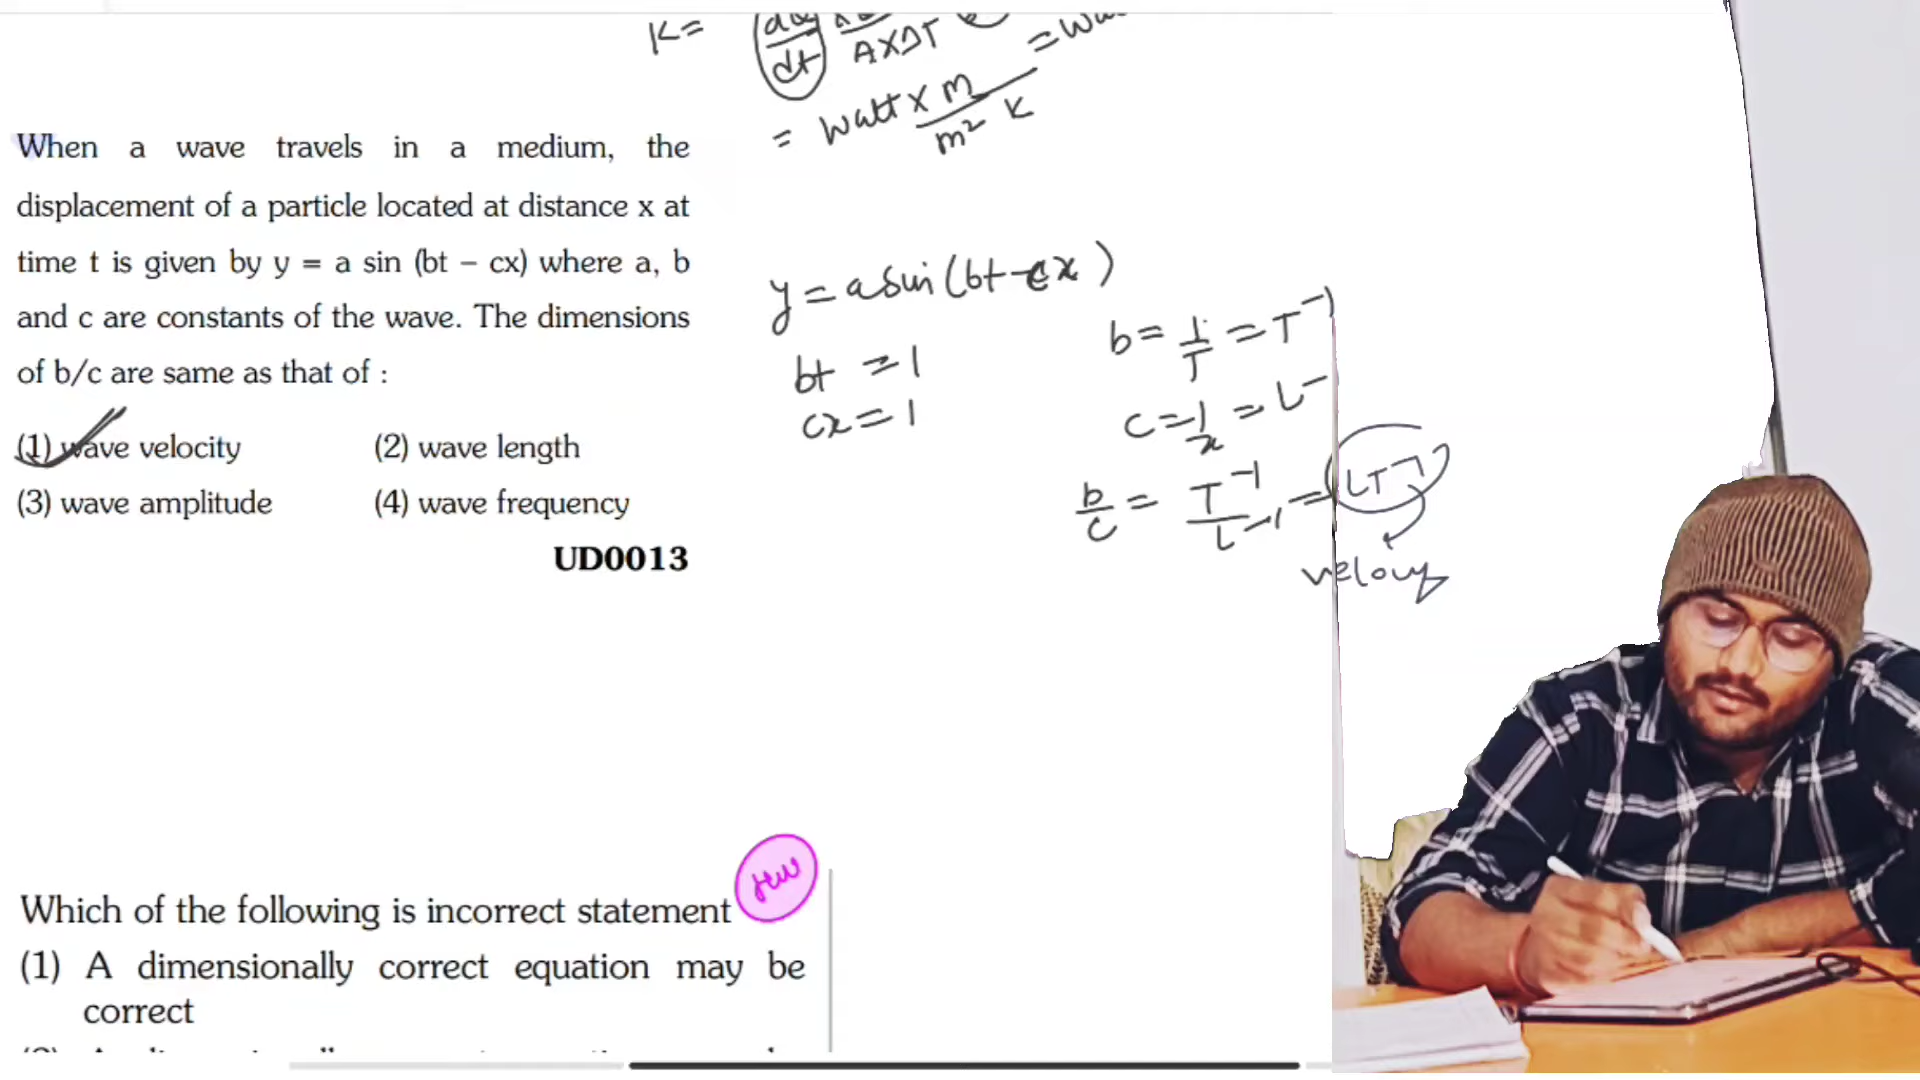 K= dt A×ΔT
= Watt × m / m² K =
When a wave travels in a medium, the
displacement of a particle located at distance x at
time t is given by y = a sin (bt – cx) where a, b
and c are constants of the wave. The dimensions
of b/c are same as that of :
(1) wave velocity (2) wave length
(3) wave amplitude (4) wave frequency
UD0013
y = a sin (bt - cx)
bt = 1
cx = 1
b = 1/T = T⁻¹
c = 1/x = L⁻
b/c = T⁻¹/L⁻¹ = LT⁻¹
Which of the following is incorrect statement
HW
(1) A dimensionally correct equation may be
correct